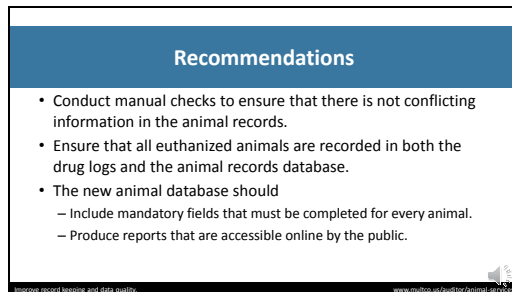 Recommendations
• Conduct manual checks to ensure that there is not conflicting
information in the animal records.
• Ensure that all euthanized animals are recorded in both the
drug logs and the animal records database.
• The new animal database should
– Include mandatory fields that must be completed for every animal.
– Produce reports that are accessible online by the public.
Improve record keeping and data quality.
www.multco.us/auditor/animal-services